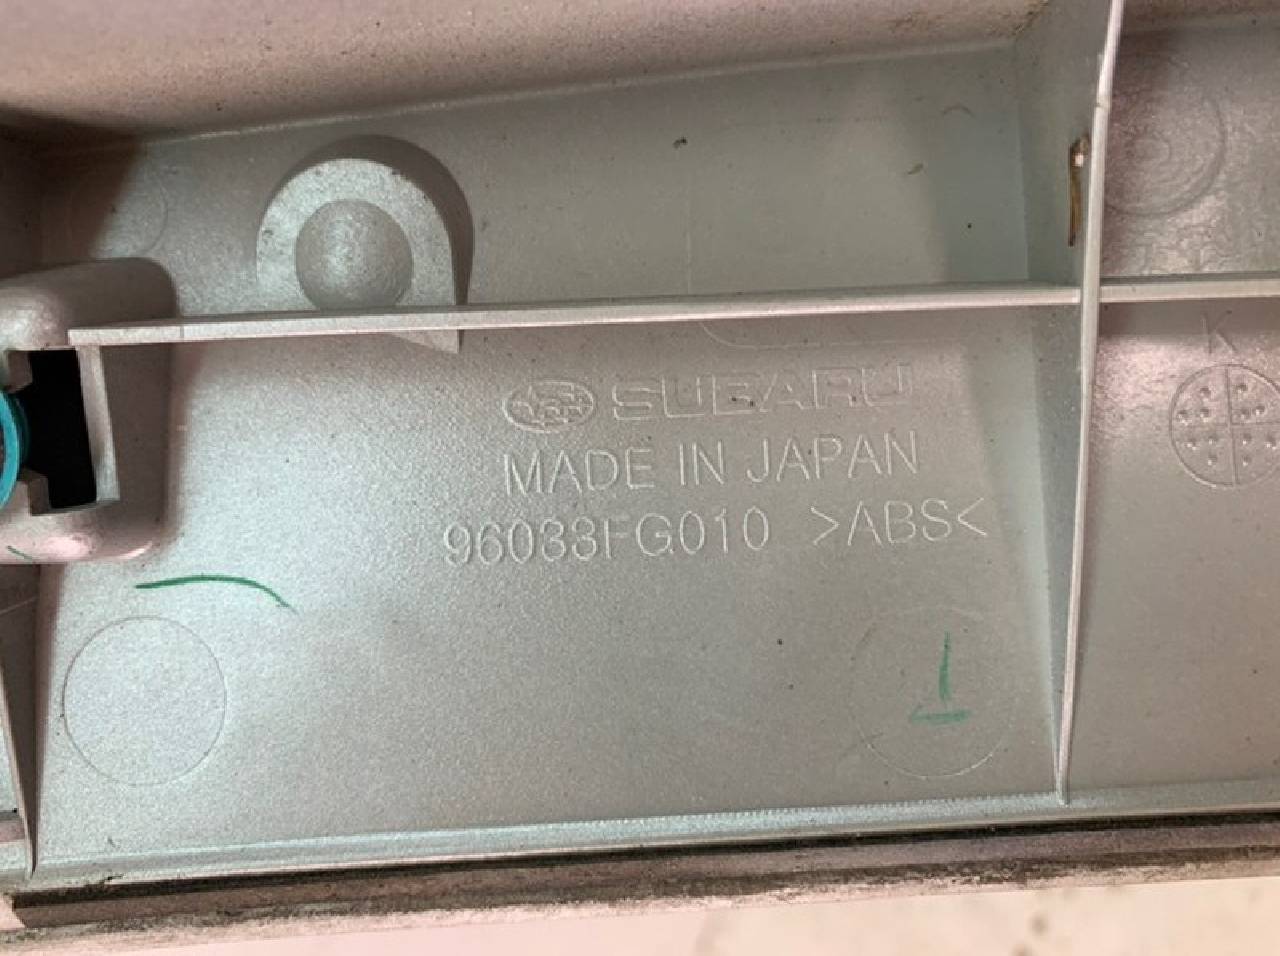 SUBARU
MADE IN JAPAN
96033FG010 >ABS<
K